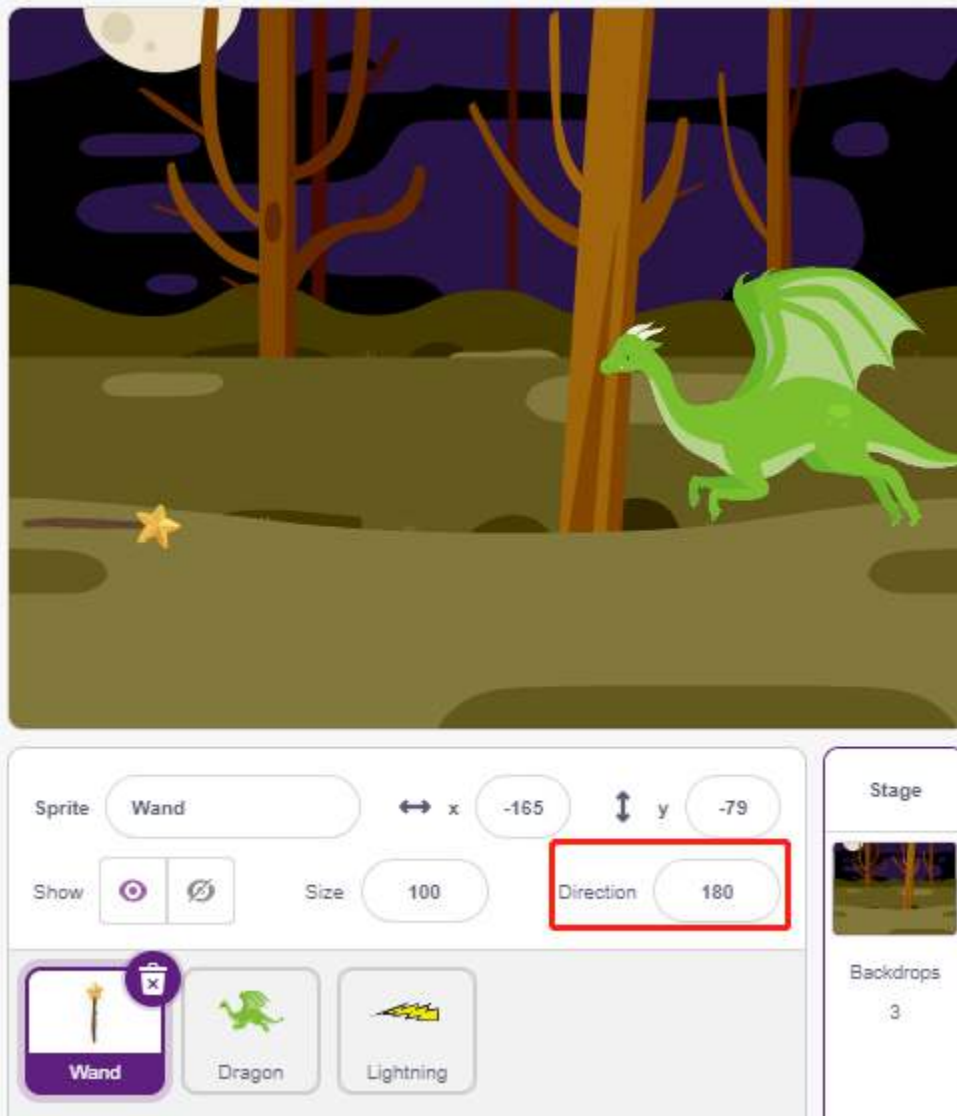 Sprite Wand x -165 y -79
Stage
Show Size 100 Direction 180
Backdrops
3
Wand Dragon Lightning